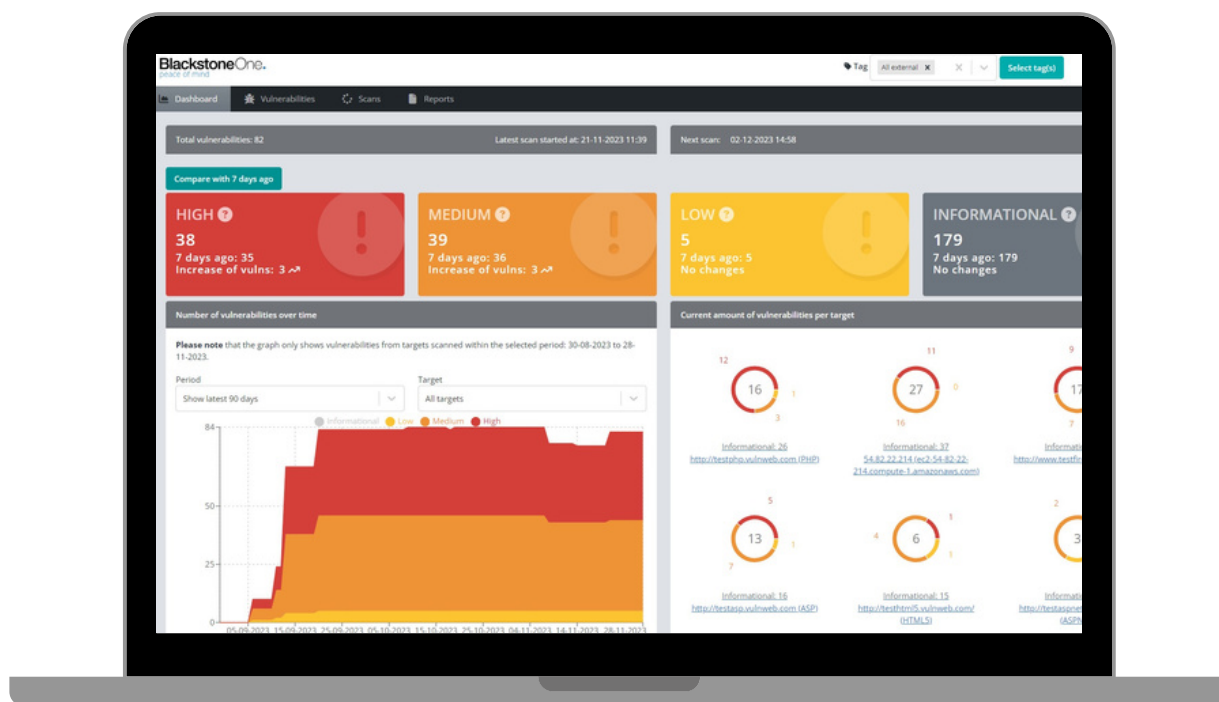 BlackstoneOne.
peace of mind
Tag
All external x
Select tag(s)
Dashboard
Vulnerabilities
Scans
Reports
Total vulnerabilities: 82
Latest scan started at: 21-11-2023 11:39
Next scan: 02-12-2023 14:58
Compare with 7 days ago
HIGH ?
38
7 days ago: 35
Increase of vulns: 3
MEDIUM ?
39
7 days ago: 36
Increase of vulns: 3
LOW ?
5
7 days ago: 5
No changes
INFORMATIONAL ?
179
7 days ago: 179
No changes
Number of vulnerabilities over time
Please note that the graph only shows vulnerabilities from targets scanned within the selected period: 30-08-2023 to 28-
11-2023.
Period
Show latest 90 days
Target
All targets
Informational
Low
Medium
High
84
50
25
0
05-09-2023 15-09-2023 25-09-2023 05-10-2023 15-10-2023 25-10-2023 04-11-2023 14-11-2023 28-11-2023
Current amount of vulnerabilities per target
12
16
1
3
Informational: 26
http://testphp.vulnweb.com (PHP)
11
27
0
16
Informational: 37
54.82.22.214 (ec2-54-82-22-
214.compute-1.amazonaws.com)
9
17
7
Informati
http://www.testfir
5
13
1
7
Informational: 16
http://testasp.vulnweb.com (ASP)
1
4
6
1
Informational: 15
http://testhtml5.vulnweb.com/
(HTML5)
2
3
Informati
http://testaspnet
(ASPN